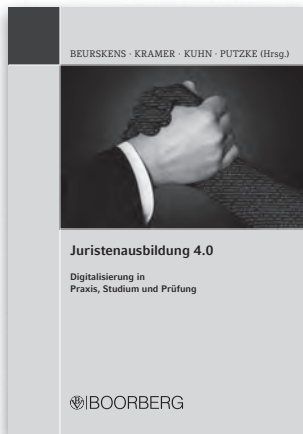 BEURSKENS · KRAMER · KUHN · PUTZKE (Hrsg.)
Juristenausbildung 4.0
Digitalisierung in
Praxis, Studium und Prüfung
BOORBERG